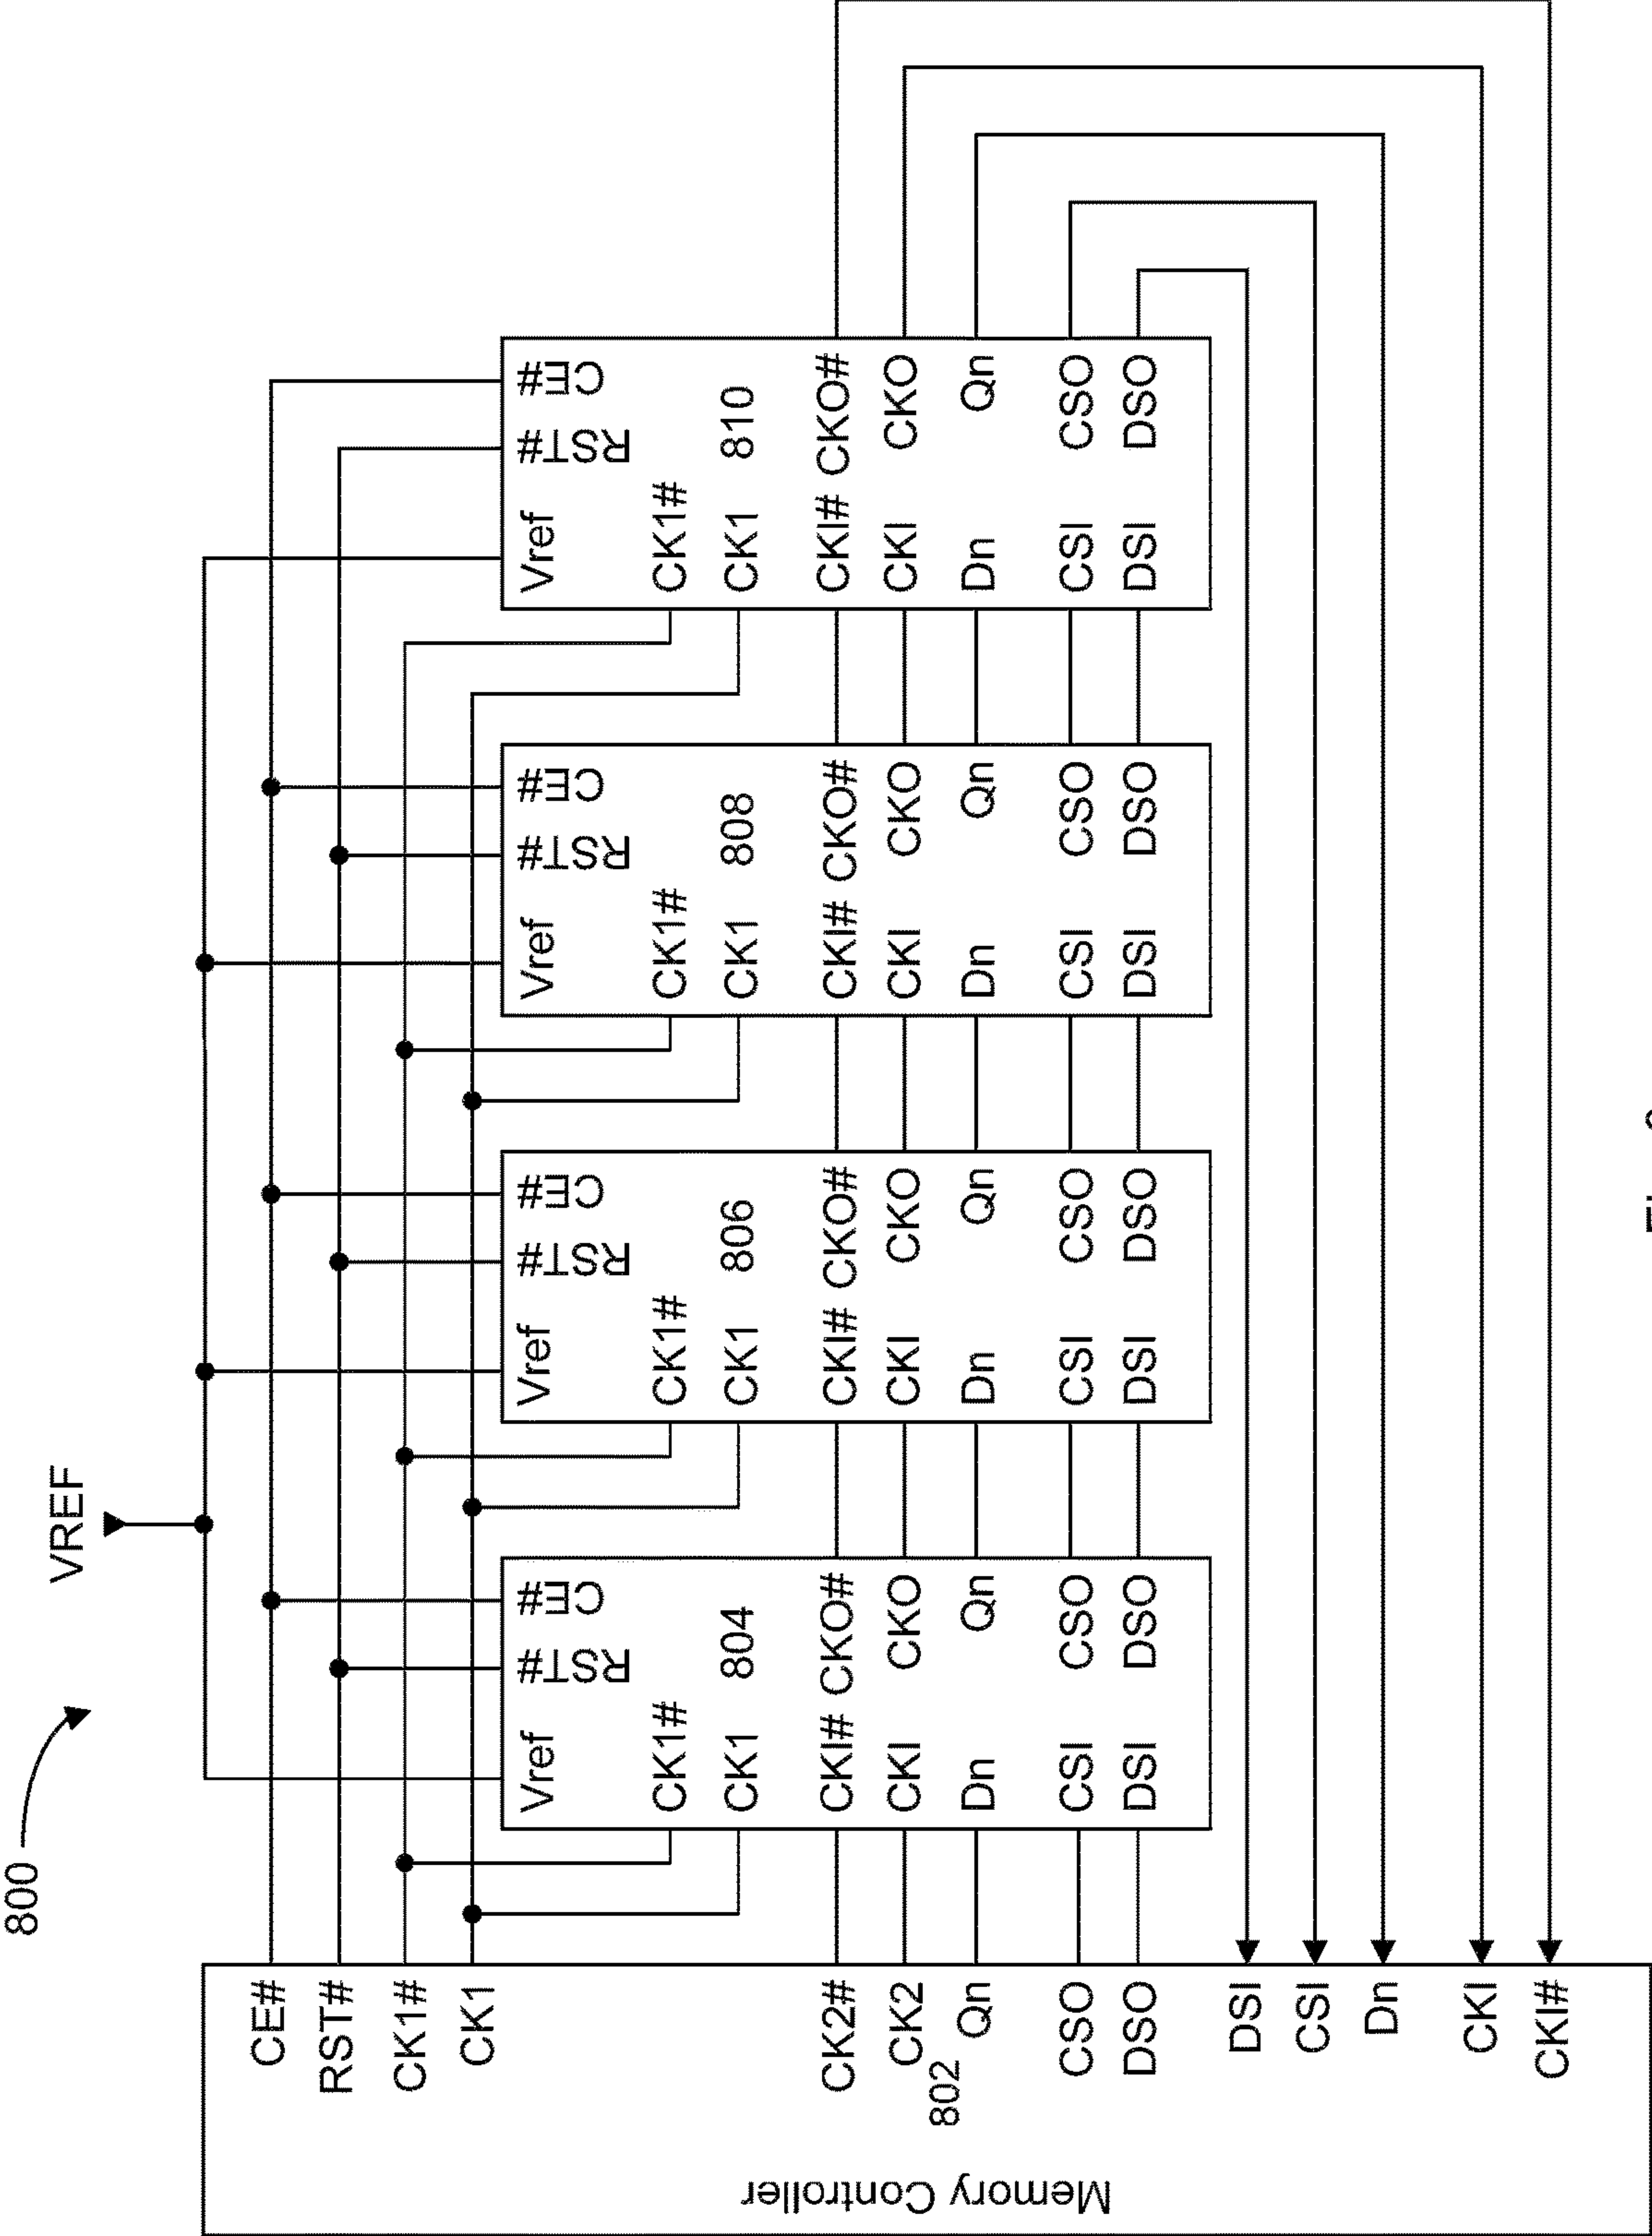 800
VREF
Memory Controller
802
CE#
RST#
CK1#
CK1
CK2#
CK2
Qn
CSO
DSO
DSI
CSI
Dn
CKI
CKI#
Vref RST# CE#
CK1#
CK1 804
CKI# CKO#
CKI CKO
Dn Qn
CSI CSO
DSI DSO
Vref RST# CE#
CK1#
CK1 806
CKI# CKO#
CKI CKO
Dn Qn
CSI CSO
DSI DSO
Vref RST# CE#
CK1#
CK1 808
CKI# CKO#
CKI CKO
Dn Qn
CSI CSO
DSI DSO
Vref RST# CE#
CK1#
CK1 810
CKI# CKO#
CKI CKO
Dn Qn
CSI CSO
DSI DSO